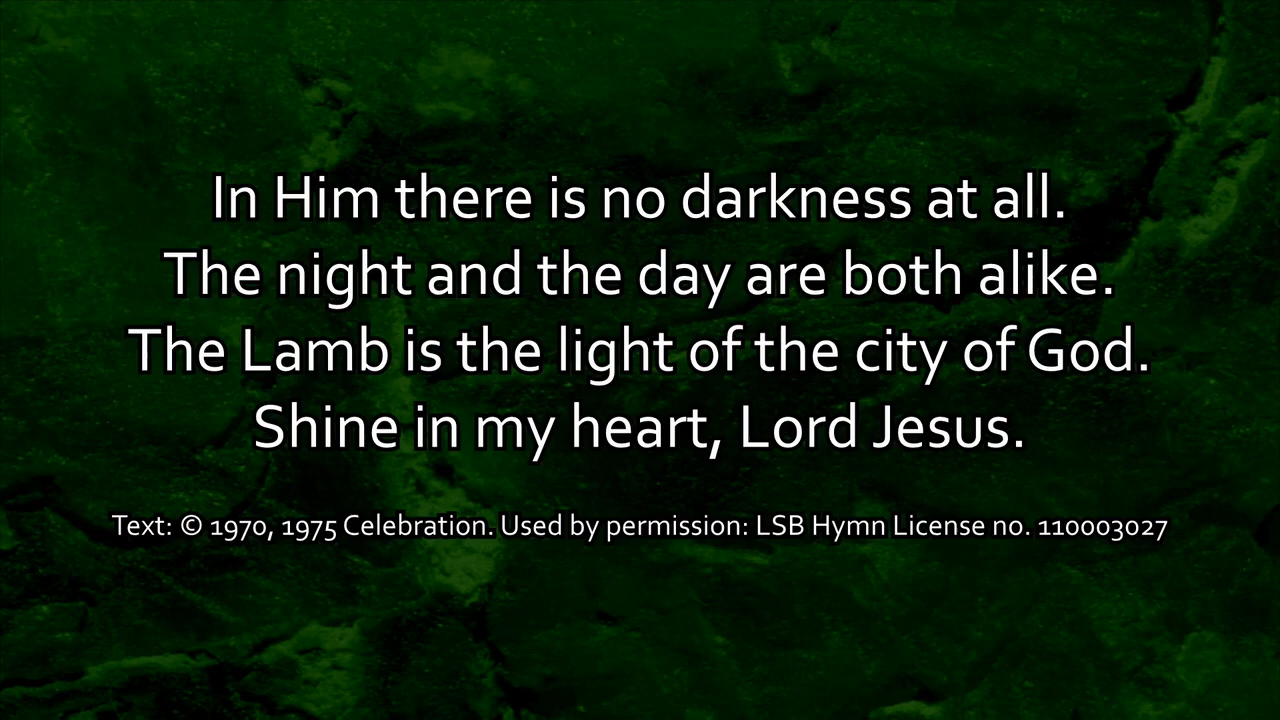 In Him there is no darkness at all.
The night and the day are both alike.
The Lamb is the light of the city of God.
Shine in my heart, Lord Jesus.
Text: © 1970, 1975 Celebration. Used by permission: LSB Hymn License no. 110003027